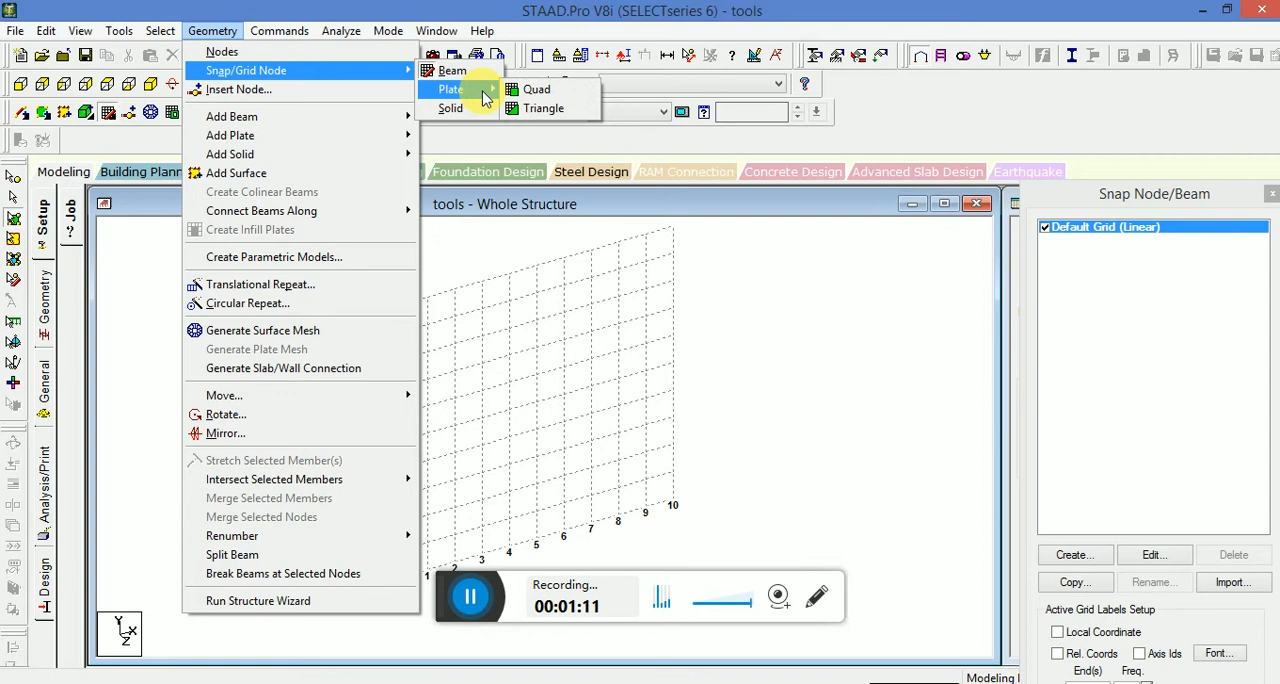 STAAD.Pro V8i (SELECTseries 6) - tools
File Edit View Tools Select Geometry Commands Analyze Mode Window Help
Nodes
Snap/Grid Node
Insert Node...
Add Beam
Add Plate
Add Solid
Add Surface
Create Colinear Beams
Connect Beams Along
Create Infill Plates
Create Parametric Models...
Translational Repeat...
Circular Repeat...
Generate Surface Mesh
Generate Plate Mesh
Generate Slab/Wall Connection
Move...
Rotate...
Mirror...
Stretch Selected Member(s)
Intersect Selected Members
Merge Selected Members
Merge Selected Nodes
Renumber
Split Beam
Break Beams at Selected Nodes
Run Structure Wizard
Beam
Plate
Solid
Quad
Triangle
Modeling Building Foundation Design Steel Design RAM Connection Concrete Design Advanced Slab Design Earthquake
Job
Setup
Geometry
General
Analysis/Print
Design
tools - Whole Structure
1 2 3 4 5 6 7 8 9 10
Y
X
Z
Recording...
00:01:11
Snap Node/Beam
Default Grid (Linear)
Create... Edit... Delete
Copy... Rename... Import...
Active Grid Labels Setup
Local Coordinate
Rel. Coords Axis Ids Font...
End(s) Freq.
Modeling